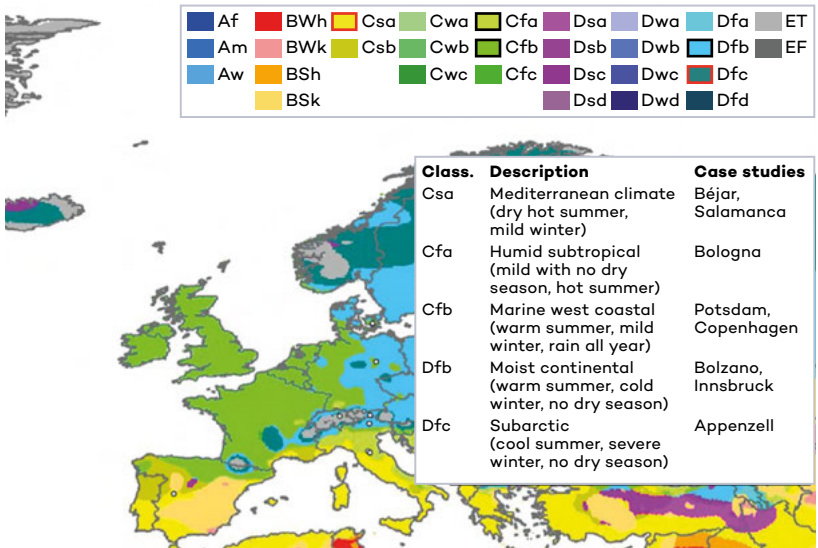 Af BWh Csa Cwa Cfa Dsa Dwa Dfa ET
Am BWk Csb Cwb Cfb Dsb Dwb Dfb EF
Aw BSh Cwc Cfc Dsc Dwc Dfc
BSk Dsd Dwd Dfd
Class. Description Case studies
Csa Mediterranean climate Béjar,
(dry hot summer, Salamanca
mild winter)
Cfa Humid subtropical Bologna
(mild with no dry
season, hot summer)
Cfb Marine west coastal Potsdam,
(warm summer, mild Copenhagen
winter, rain all year)
Dfb Moist continental Bolzano,
(warm summer, cold Innsbruck
winter, no dry season)
Dfc Subarctic Appenzell
(cool summer, severe
winter, no dry season)